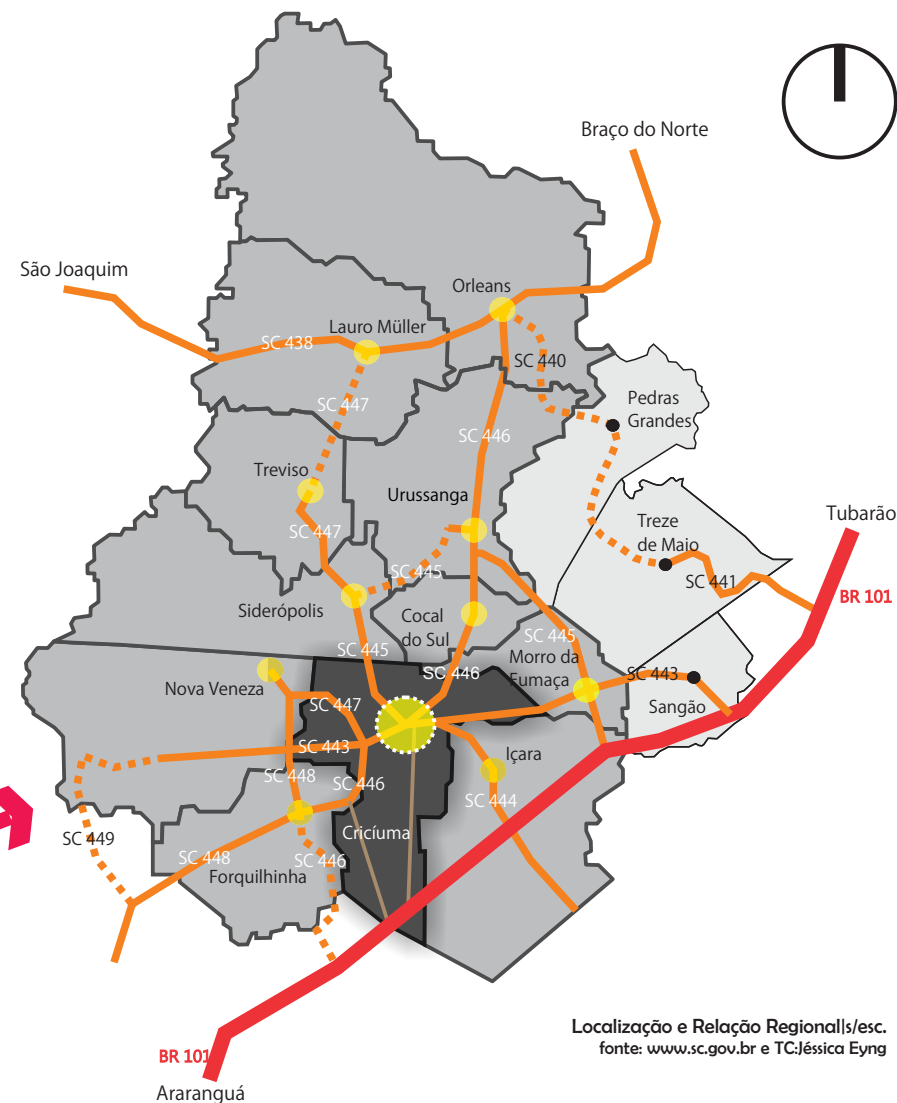 Braço do Norte
São Joaquim
Orleans
Lauro Müller
SC 438
SC 440
SC 447
Pedras
Grandes
SC 446
Treviso
Urussanga
Tubarão
Treze
de Maio
SC 447
SC 445
SC 441
BR 101
Siderópolis
Cocal
do Sul
SC 445
SC 445
Morro da
Fumaça
SC 446
SC 443
Nova Veneza
SC 447
Sangão
SC 443
Içara
SC 448
SC 446
SC 444
Cricíuma
SC 449
SC 448
SC 446
Forquilhinha
Localização e Relação Regional|s/esc.
fonte: www.sc.gov.br e TC:Jéssica Eyng
BR 101
Araranguá